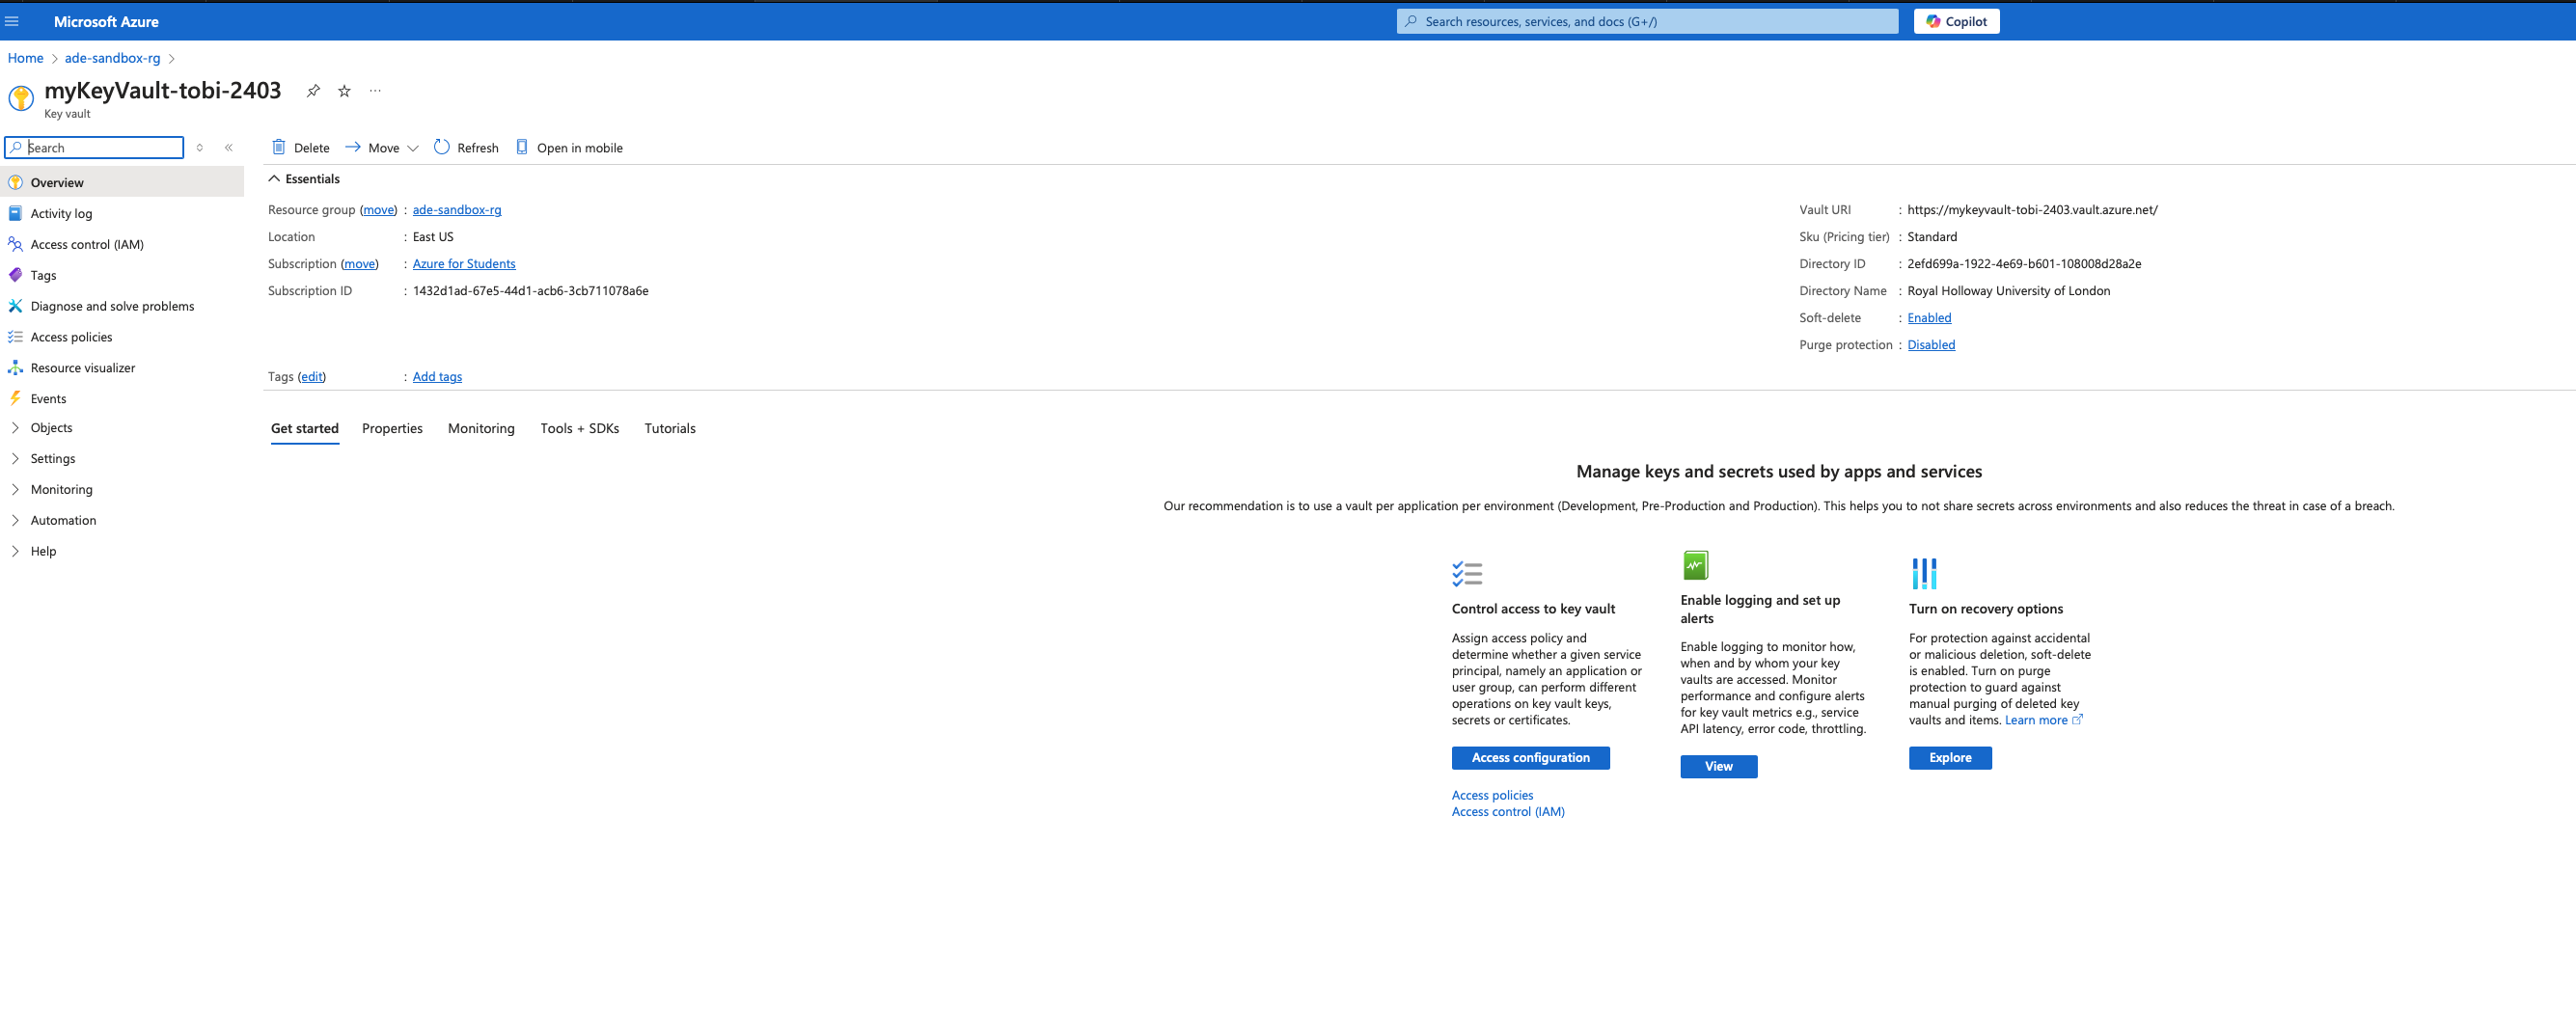 Microsoft Azure
Search resources, services, and docs (G+/)
Copilot
Home
ade-sandbox-rg
myKeyVault-tobi-2403
Key vault
Search
Delete
Move
Refresh
Open in mobile
Overview
Activity log
Access control (IAM)
Tags
Diagnose and solve problems
Access policies
Resource visualizer
Events
Objects
Settings
Monitoring
Automation
Help
Essentials
Resource group (move) : ade-sandbox-rg
Location : East US
Subscription (move) : Azure for Students
Subscription ID : 1432d1ad-67e5-44d1-acb6-3cb711078a6e
Vault URI : https://mykeyvault-tobi-2403.vault.azure.net/
Sku (Pricing tier) : Standard
Directory ID : 2efd699a-1922-4e69-b601-108008d28a2e
Directory Name : Royal Holloway University of London
Soft-delete : Enabled
Purge protection : Disabled
Tags (edit) : Add tags
Get started
Properties
Monitoring
Tools + SDKs
Tutorials
Manage keys and secrets used by apps and services
Our recommendation is to use a vault per application per environment (Development, Pre-Production and Production). This helps you to not share secrets across environments and also reduces the threat in case of a breach.
Control access to key vault
Assign access policy and
determine whether a given service
principal, namely an application or
user group, can perform different
operations on key vault keys,
secrets or certificates.
Access configuration
Access policies
Access control (IAM)
Enable logging and set up
alerts
Enable logging to monitor how,
when and by whom your key
vaults are accessed. Monitor
performance and configure alerts
for key vault metrics e.g., service
API latency, error code, throttling.
View
Turn on recovery options
For protection against accidental
or malicious deletion, soft-delete
is enabled. Turn on purge
protection to guard against
manual purging of deleted key
vaults and items. Learn more
Explore